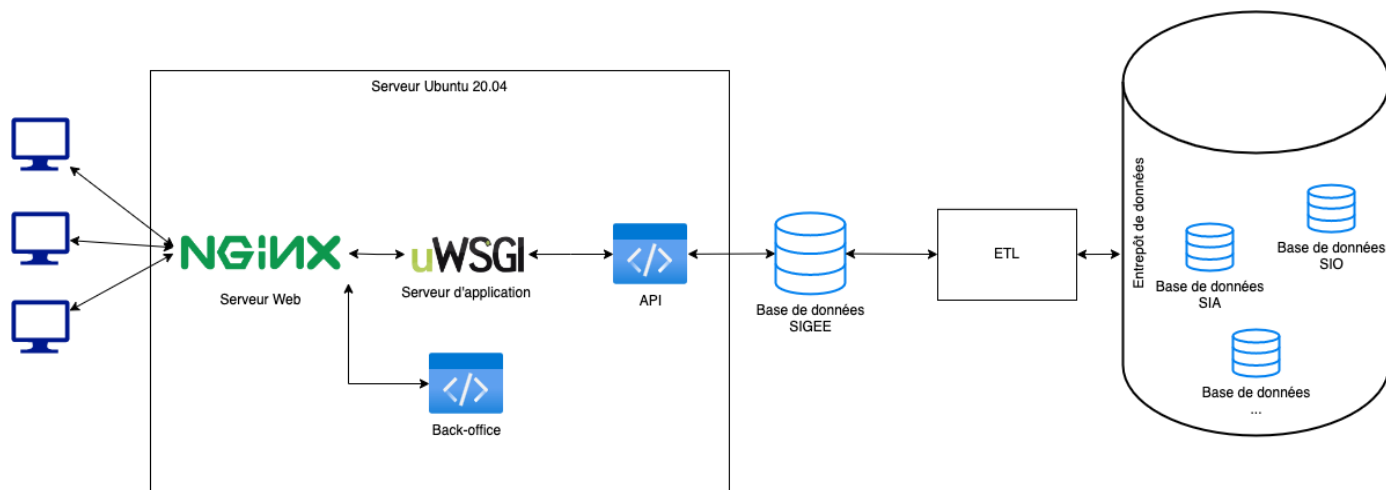 Serveur Ubuntu 20.04
NGiNX
Serveur Web
uWSGI
Serveur d'application
API
Back-office
Base de données
SIGEE
ETL
Entrepôt de données
Base de données
SIO
Base de données
SIA
Base de données
...